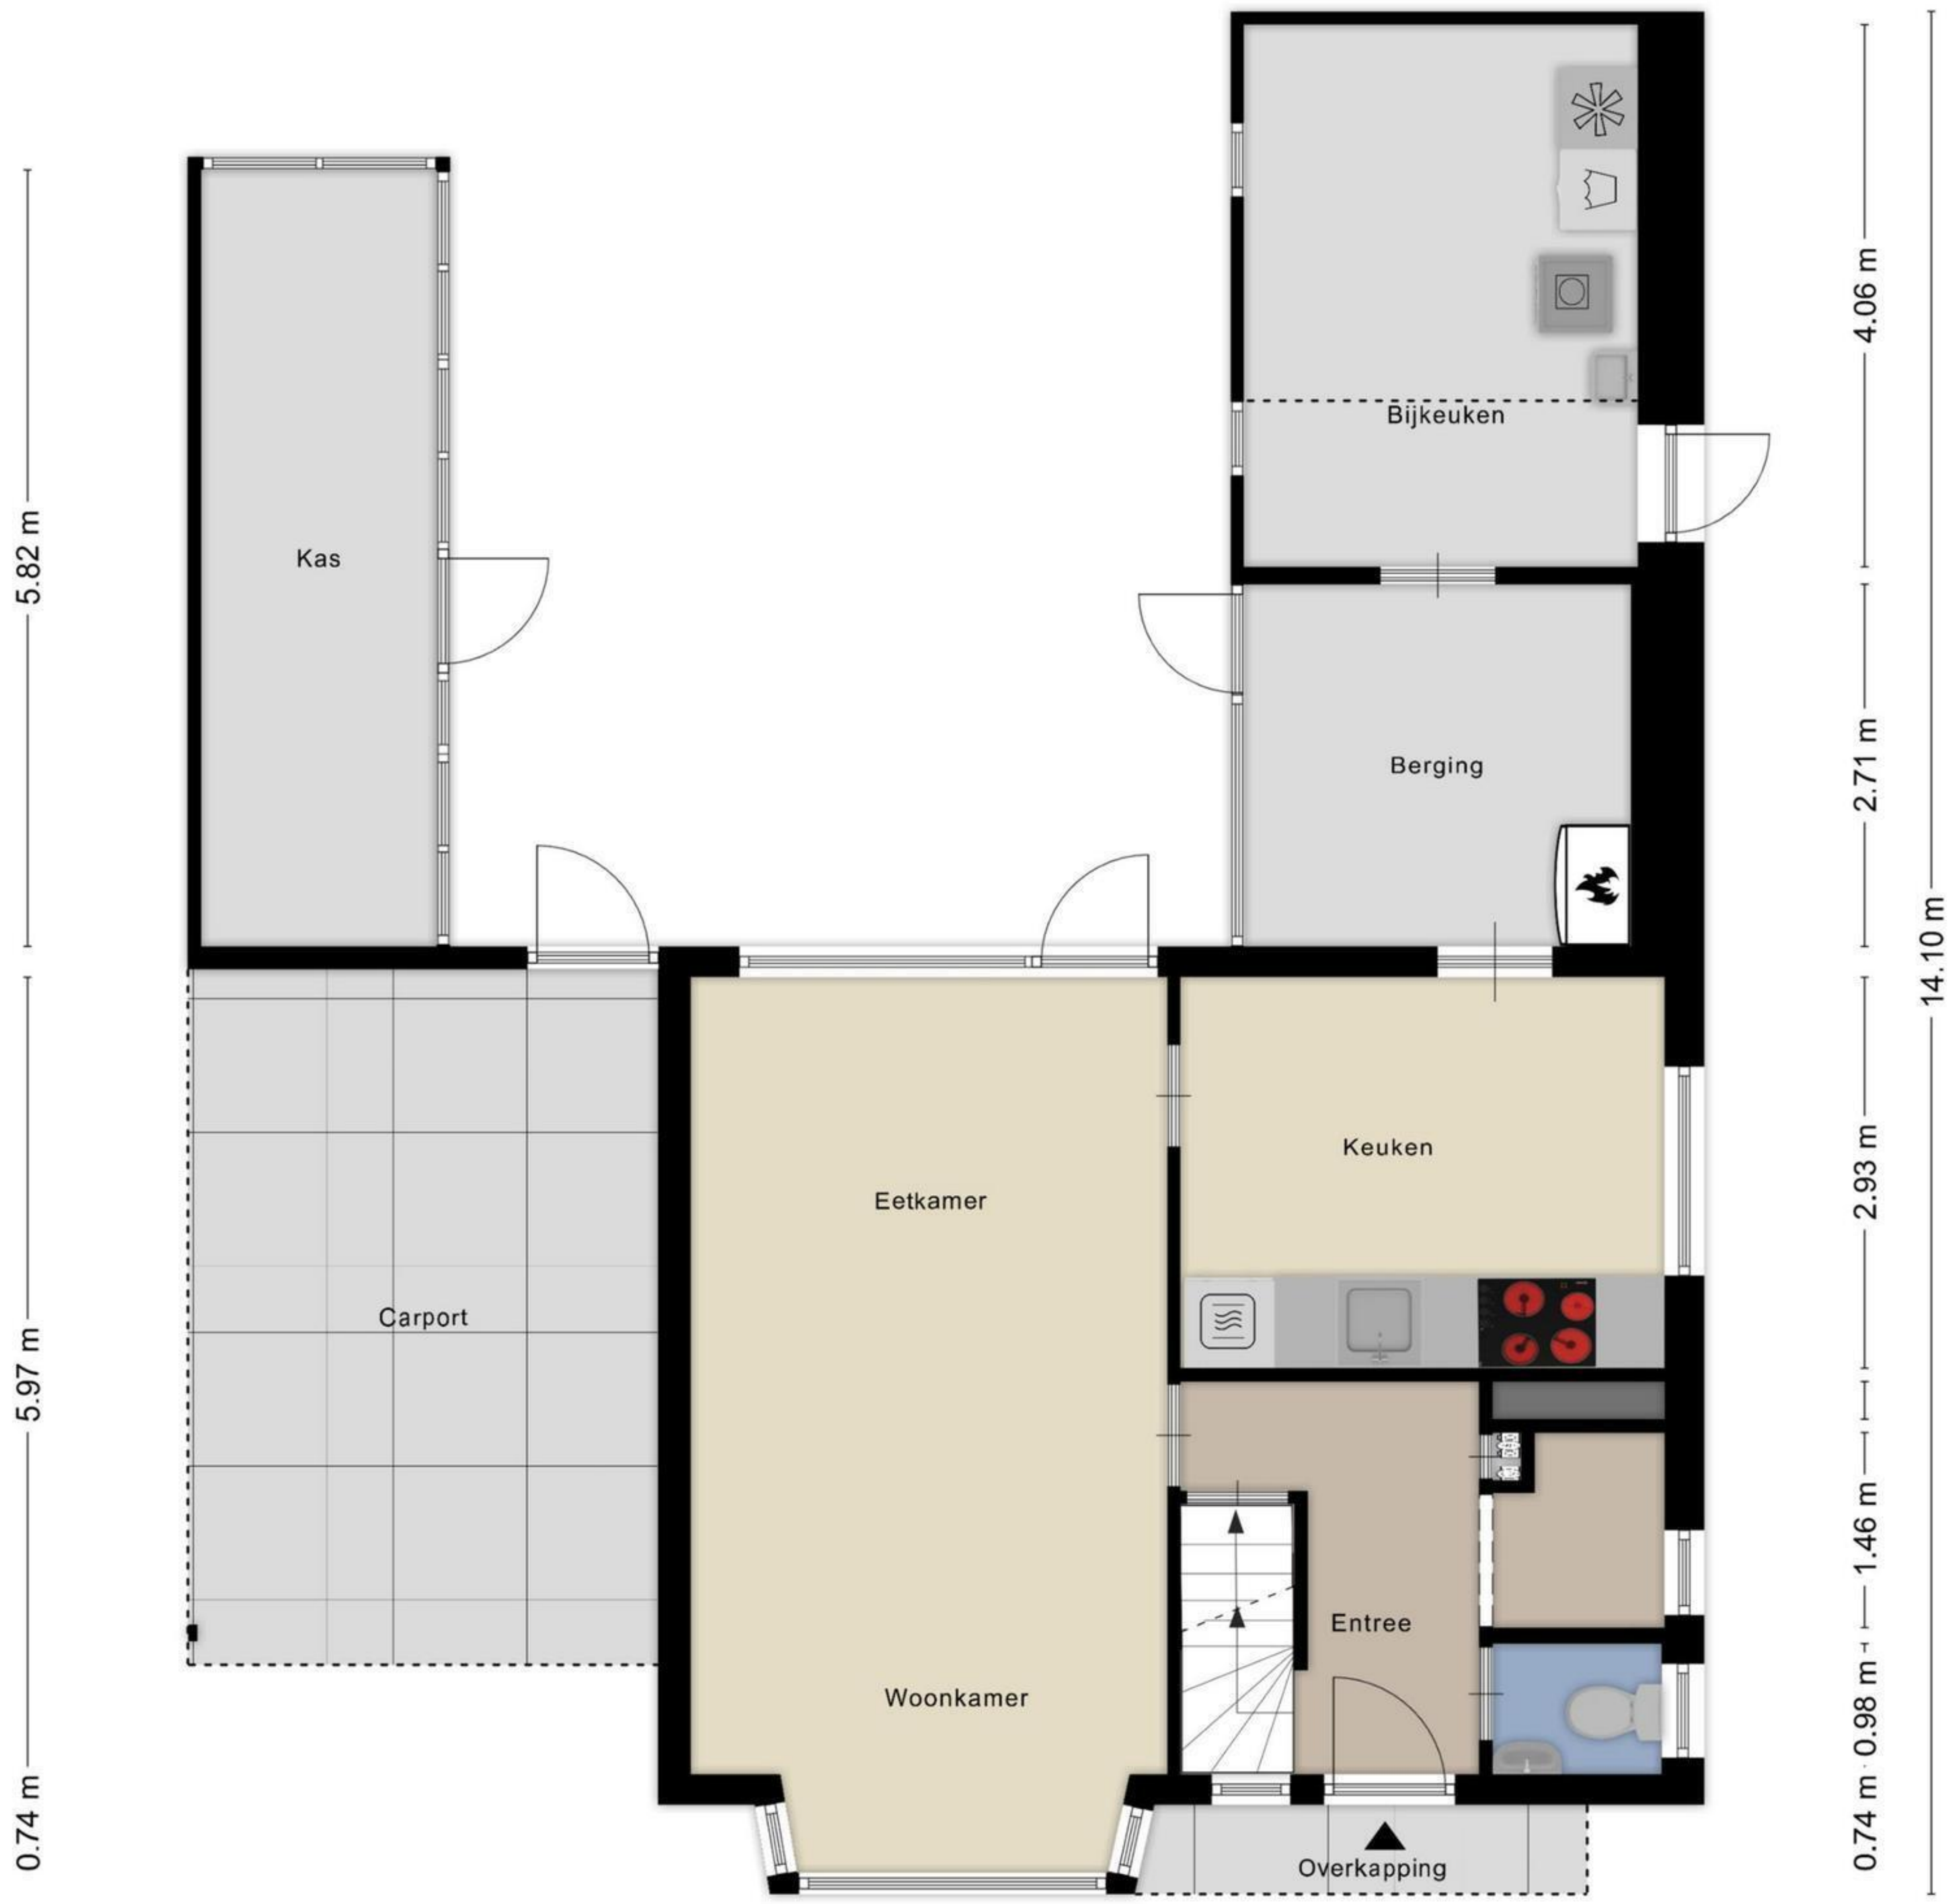 4.06 m
Bijkeuken
5.82 m
Kas
2.71 m
Berging
14.10 m
2.93 m
Keuken
Eetkamer
Carport
5.97 m
1.46 m
Entree
Woonkamer
0.98 m
0.74 m
0.74 m
Overkapping